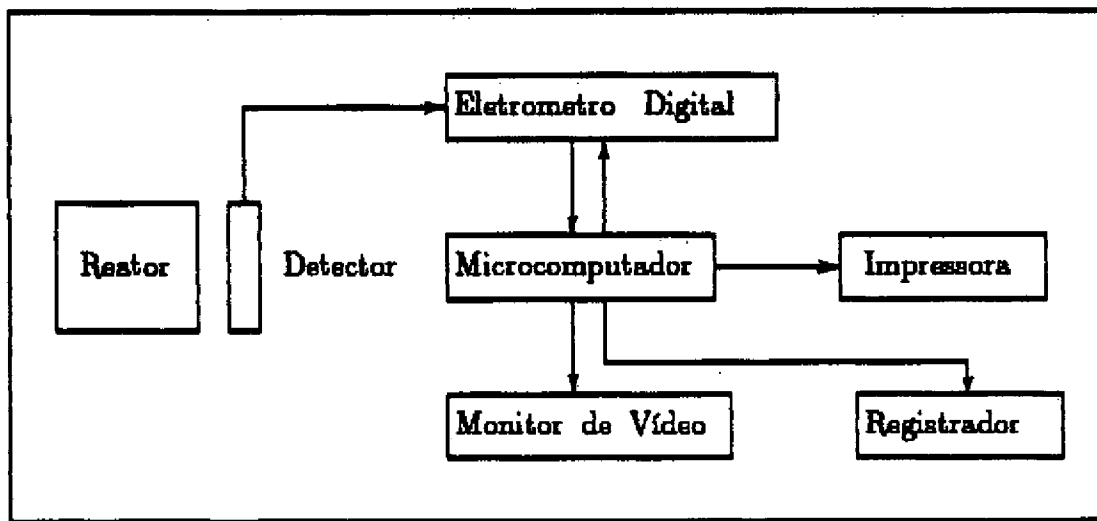 Eletrometro Digital
Reator
Detector
Microcomputador
Impressora
Monitor de Vídeo
Registrador